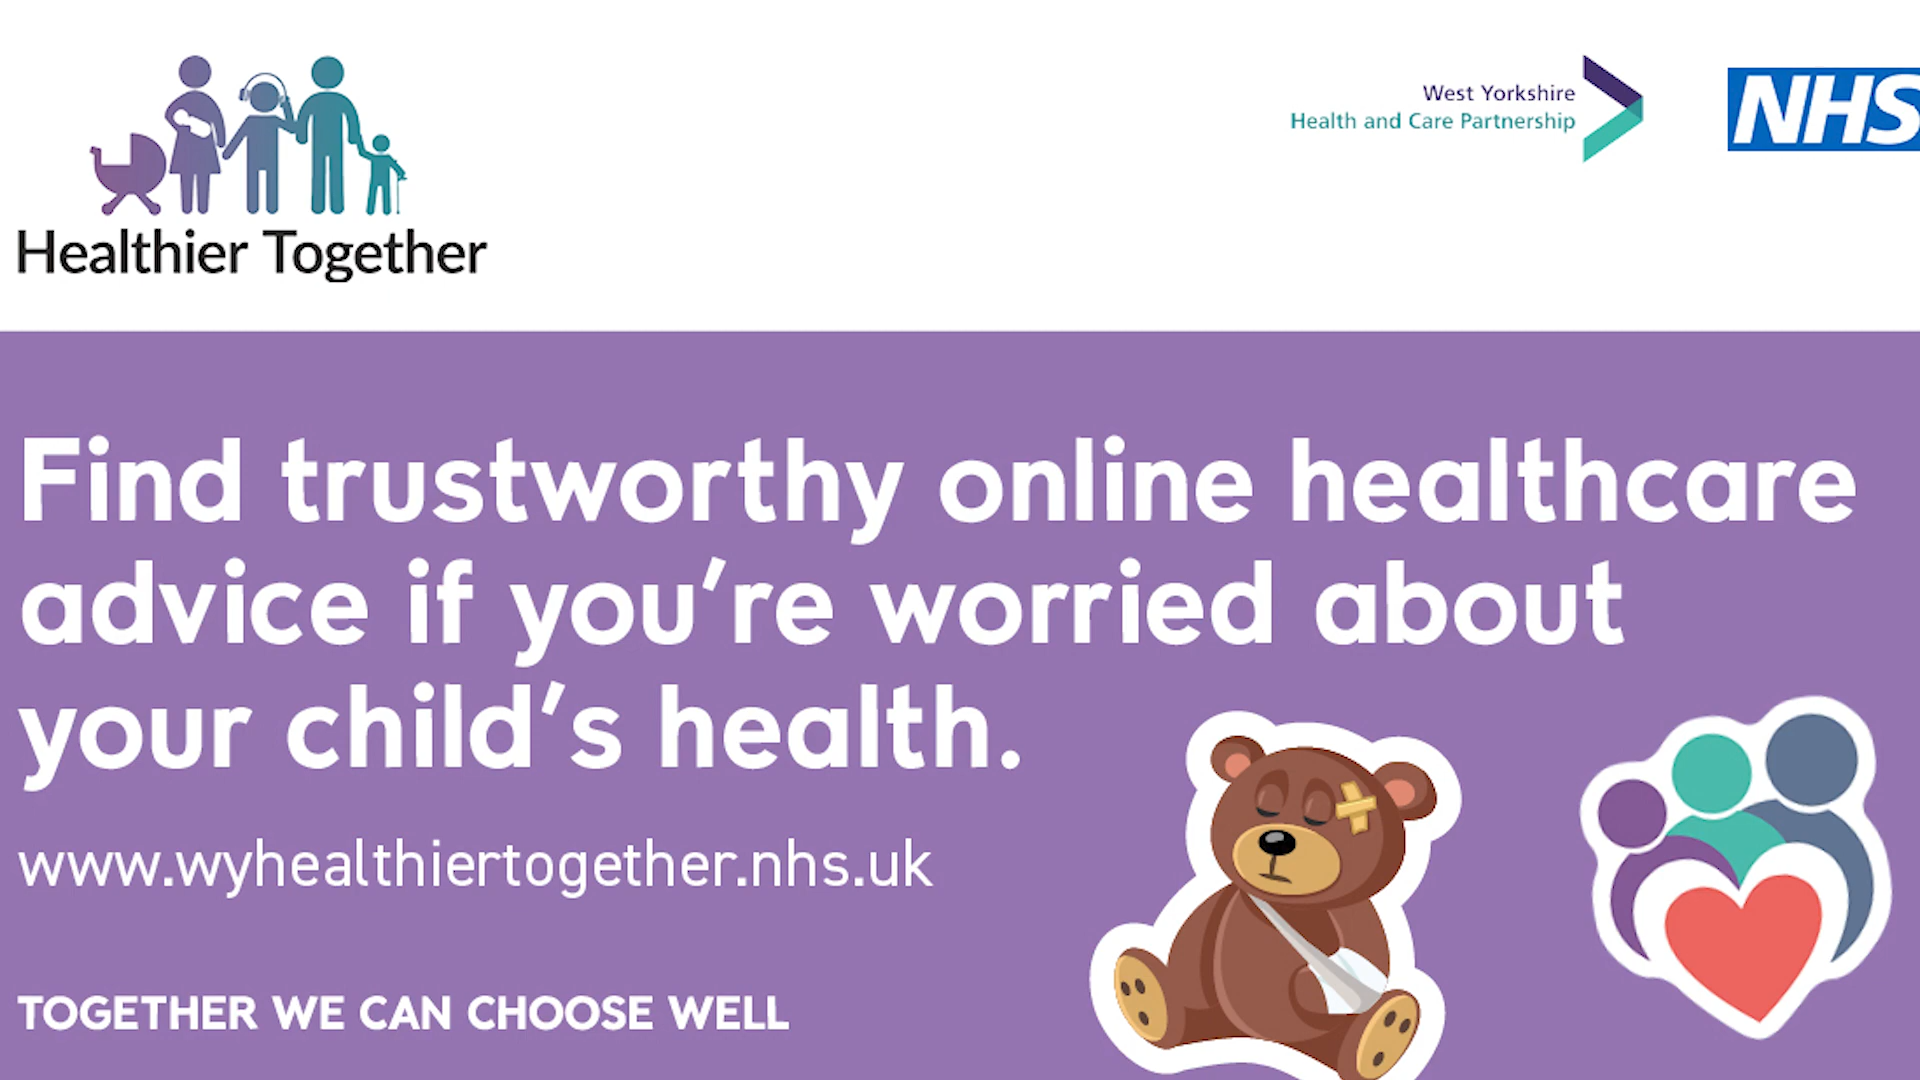 Healthier Together
West Yorkshire
Health and Care Partnership
NHS
Find trustworthy online healthcare
advice if you’re worried about
your child’s health.
www.wyhealthiertogether.nhs.uk
TOGETHER WE CAN CHOOSE WELL